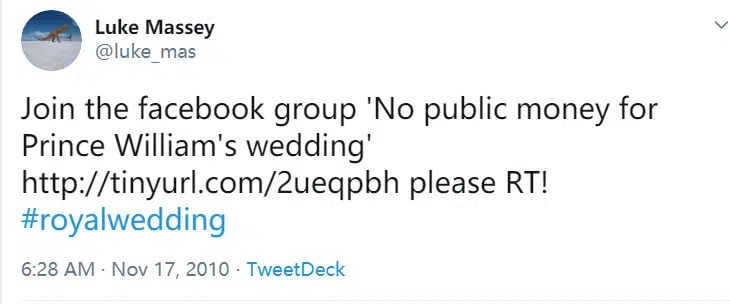 Luke Massey
@luke_mas
Join the facebook group 'No public money for
Prince William's wedding'
http://tinyurl.com/2ueqpbh please RT!
#royalwedding
6:28 AM · Nov 17, 2010 · TweetDeck